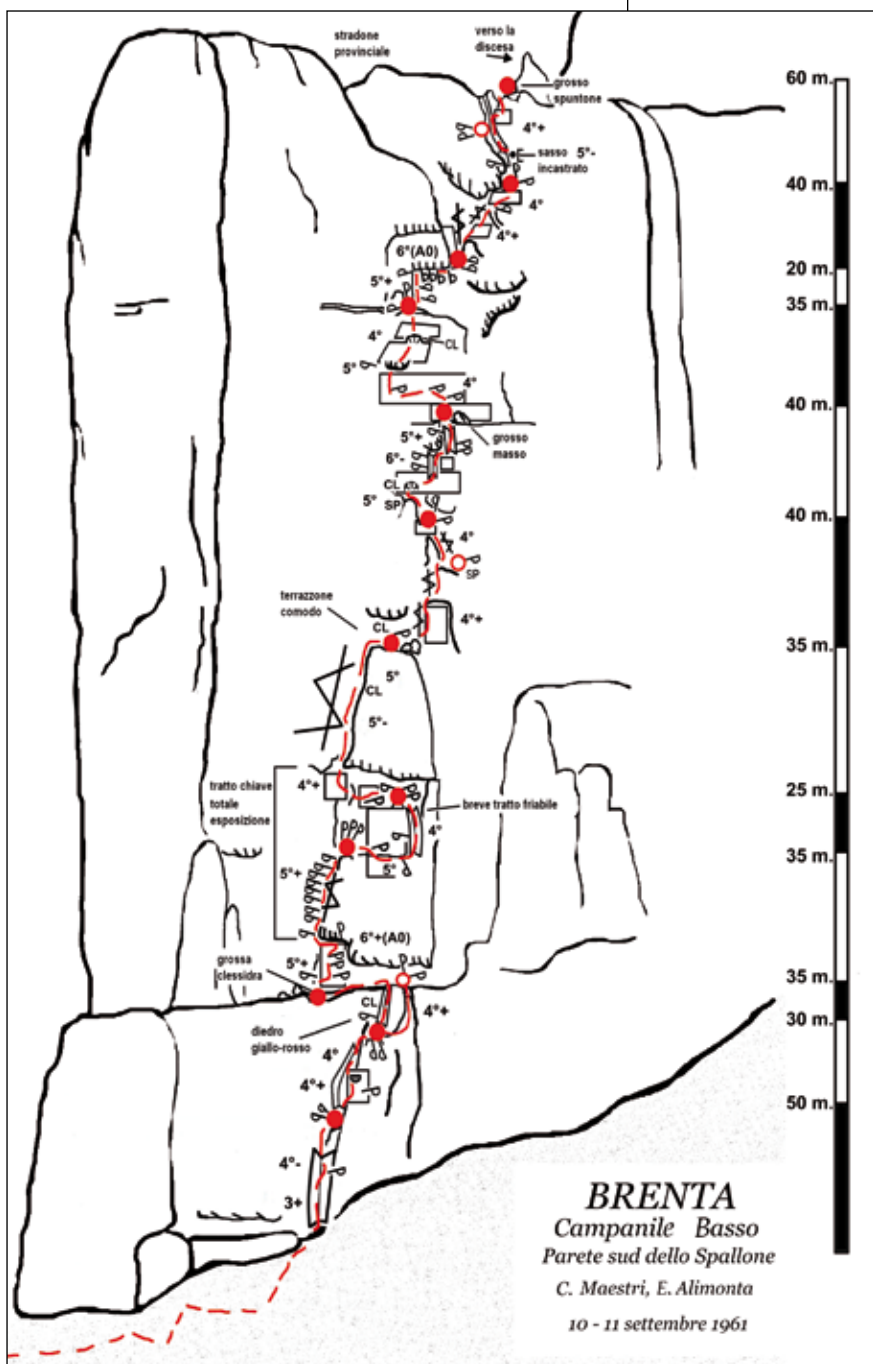 stradone
provinciale
verso la
discesa
grosso
spuntone
60 m.
4°+
sasso
incastrato
5°-
40 m.
4°
4°+
6°(A0)
20 m.
5°+
35 m.
4°
CL
5°
4°
40 m.
5°+
grosso
masso
6°-
CL
5°
SP
40 m.
4°
SP
terrazzone
comodo
CL
4°+
35 m.
5°
CL
5°-
tratto chiave
totale
esposizione
4°+
25 m.
breve tratto friabile
4°
35 m.
5°+
5°
6°+(A0)
grossa
clessidra
5°+
35 m.
CL
4°+
30 m.
diedro
giallo-rosso
4°
4°+
50 m.
4°-
3+
BRENTA
Campanile Basso
Parete sud dello Spallone
C. Maestri, E. Alimonta
10 - 11 settembre 1961